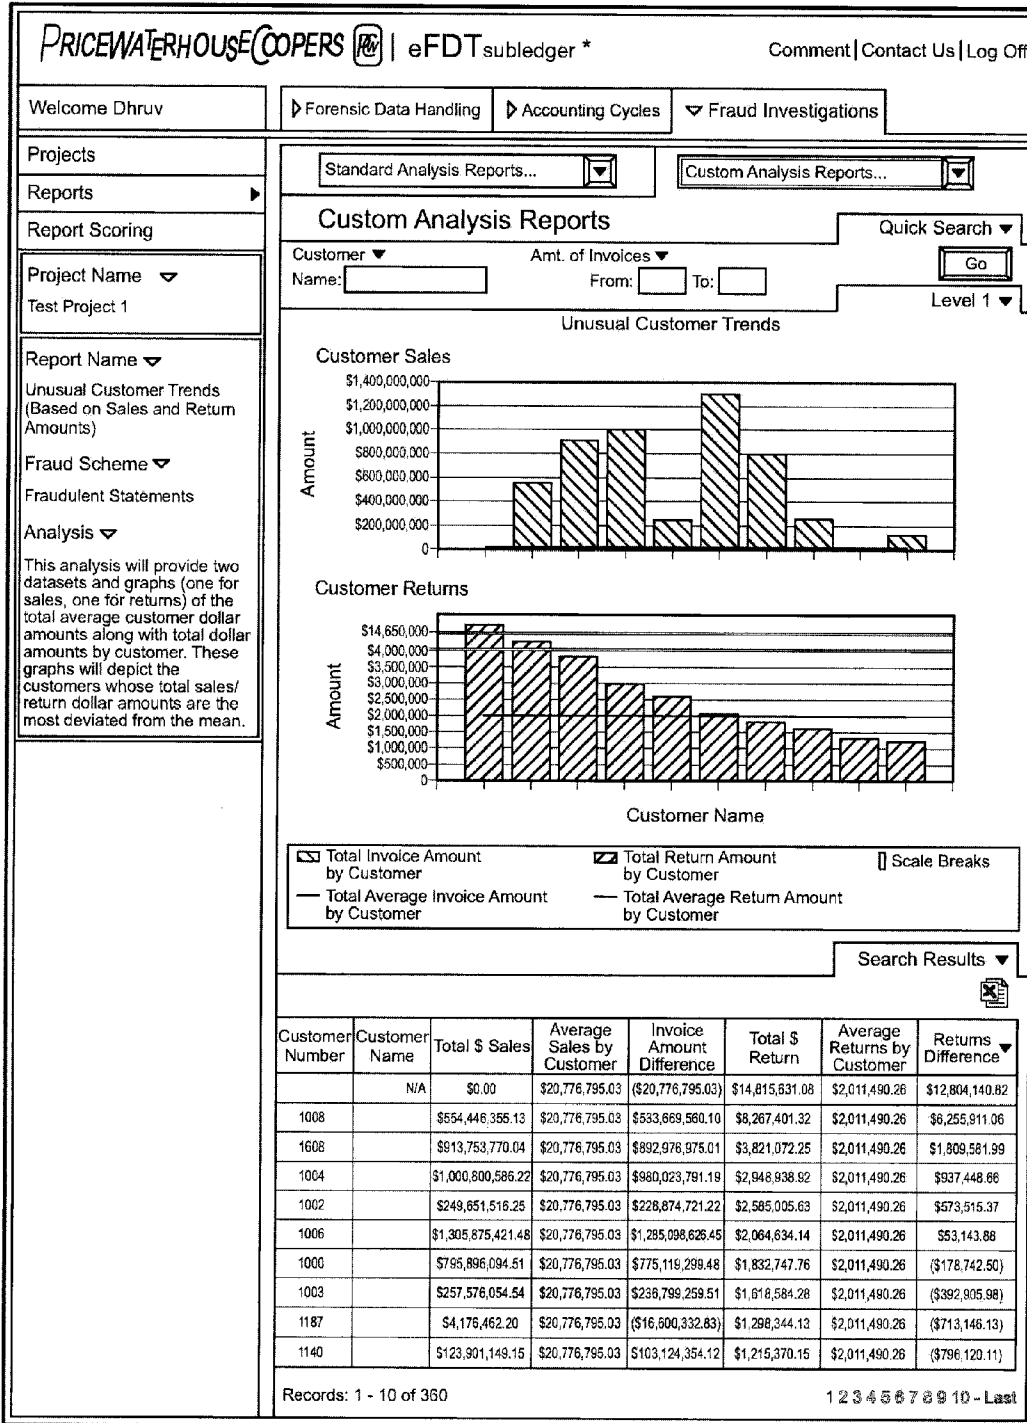 PRICEWATERHOUSECOOPERS PwC | eFDT subledger *
Comment | Contact Us | Log Off
Welcome Dhruv
Forensic Data Handling
Accounting Cycles
Fraud Investigations
Projects
Reports
Report Scoring
Project Name
Test Project 1
Report Name
Unusual Customer Trends
(Based on Sales and Return
Amounts)
Fraud Scheme
Fraudulent Statements
Analysis
This analysis will provide two
datasets and graphs (one for
sales, one for returns) of the
total average customer dollar
amounts along with total dollar
amounts by customer. These
graphs will depict the
customers whose total sales/
return dollar amounts are the
most deviated from the mean.
Standard Analysis Reports...
Custom Analysis Reports...
Custom Analysis Reports
Quick Search
Customer
Amt. of Invoices
Name:
From:
To:
Go
Level 1
Unusual Customer Trends
Customer Sales
Amount
$1,400,000,000
$1,200,000,000
$1,000,000,000
$800,000,000
$600,000,000
$400,000,000
$200,000,000
0
Customer Returns
Amount
$14,650,000
$4,000,000
$3,500,000
$3,000,000
$2,500,000
$2,000,000
$1,500,000
$1,000,000
$500,000
0
Customer Name
Total Invoice Amount
by Customer
Total Return Amount
by Customer
Scale Breaks
Total Average Invoice Amount
by Customer
Total Average Return Amount
by Customer
Search Results
Customer Number Customer Name Total $ Sales Average Sales by Customer Invoice Amount Difference Total $ Return Average Returns by Customer Returns Difference
N/A $0.00 $20,776,795.03 ($20,776,795.03) $14,815,631.08 $2,011,490.26 $12,804,140.82
1008 $554,446,355.13 $20,776,795.03 $533,669,560.10 $8,267,401.32 $2,011,490.26 $6,255,911.06
1608 $913,753,770.04 $20,776,795.03 $892,976,975.01 $3,821,072.25 $2,011,490.26 $1,809,581.99
1004 $1,000,800,586.22 $20,776,795.03 $980,023,791.19 $2,948,938.92 $2,011,490.26 $937,448.66
1002 $249,651,516.25 $20,776,795.03 $228,874,721.22 $2,585,005.63 $2,011,490.26 $573,515.37
1006 $1,305,875,421.48 $20,776,795.03 $1,285,098,626.45 $2,064,634.14 $2,011,490.26 $53,143.88
1000 $795,896,094.51 $20,776,795.03 $775,119,299.48 $1,832,747.76 $2,011,490.26 ($178,742.50)
1003 $257,576,054.54 $20,776,795.03 $236,799,259.51 $1,618,584.28 $2,011,490.26 ($392,905.98)
1187 $4,176,462.20 $20,776,795.03 ($16,600,332.83) $1,298,344.13 $2,011,490.26 ($713,146.13)
1140 $123,901,149.15 $20,776,795.03 $103,124,354.12 $1,215,370.15 $2,011,490.26 ($796,120.11)
Records: 1 - 10 of 360
1 2 3 4 5 6 7 8 9 10 - Last